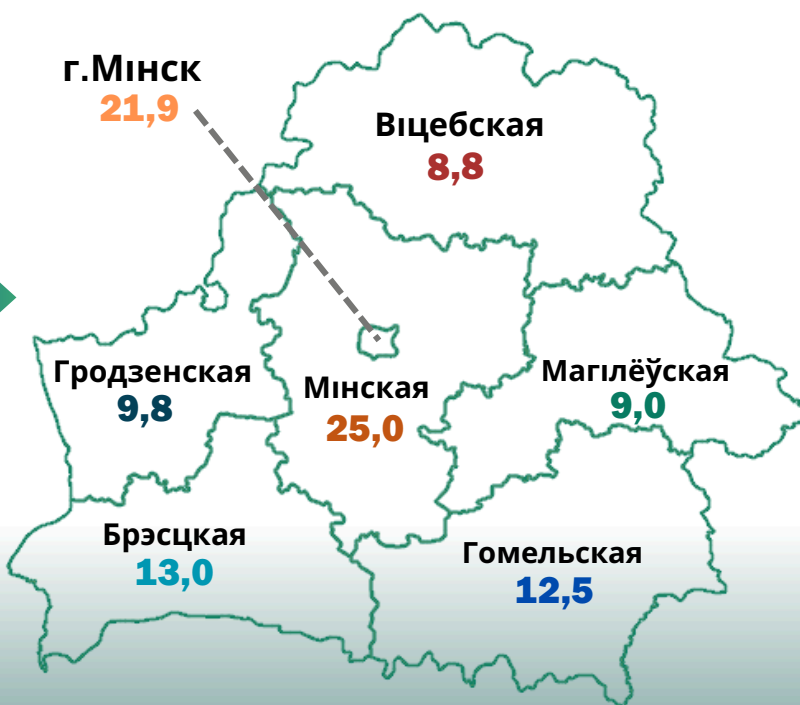 г.Мінск
21,9
Віцебская
8,8
Гродзенская
9,8
Мінская
25,0
Магілёўская
9,0
Брэсцкая
13,0
Гомельская
12,5